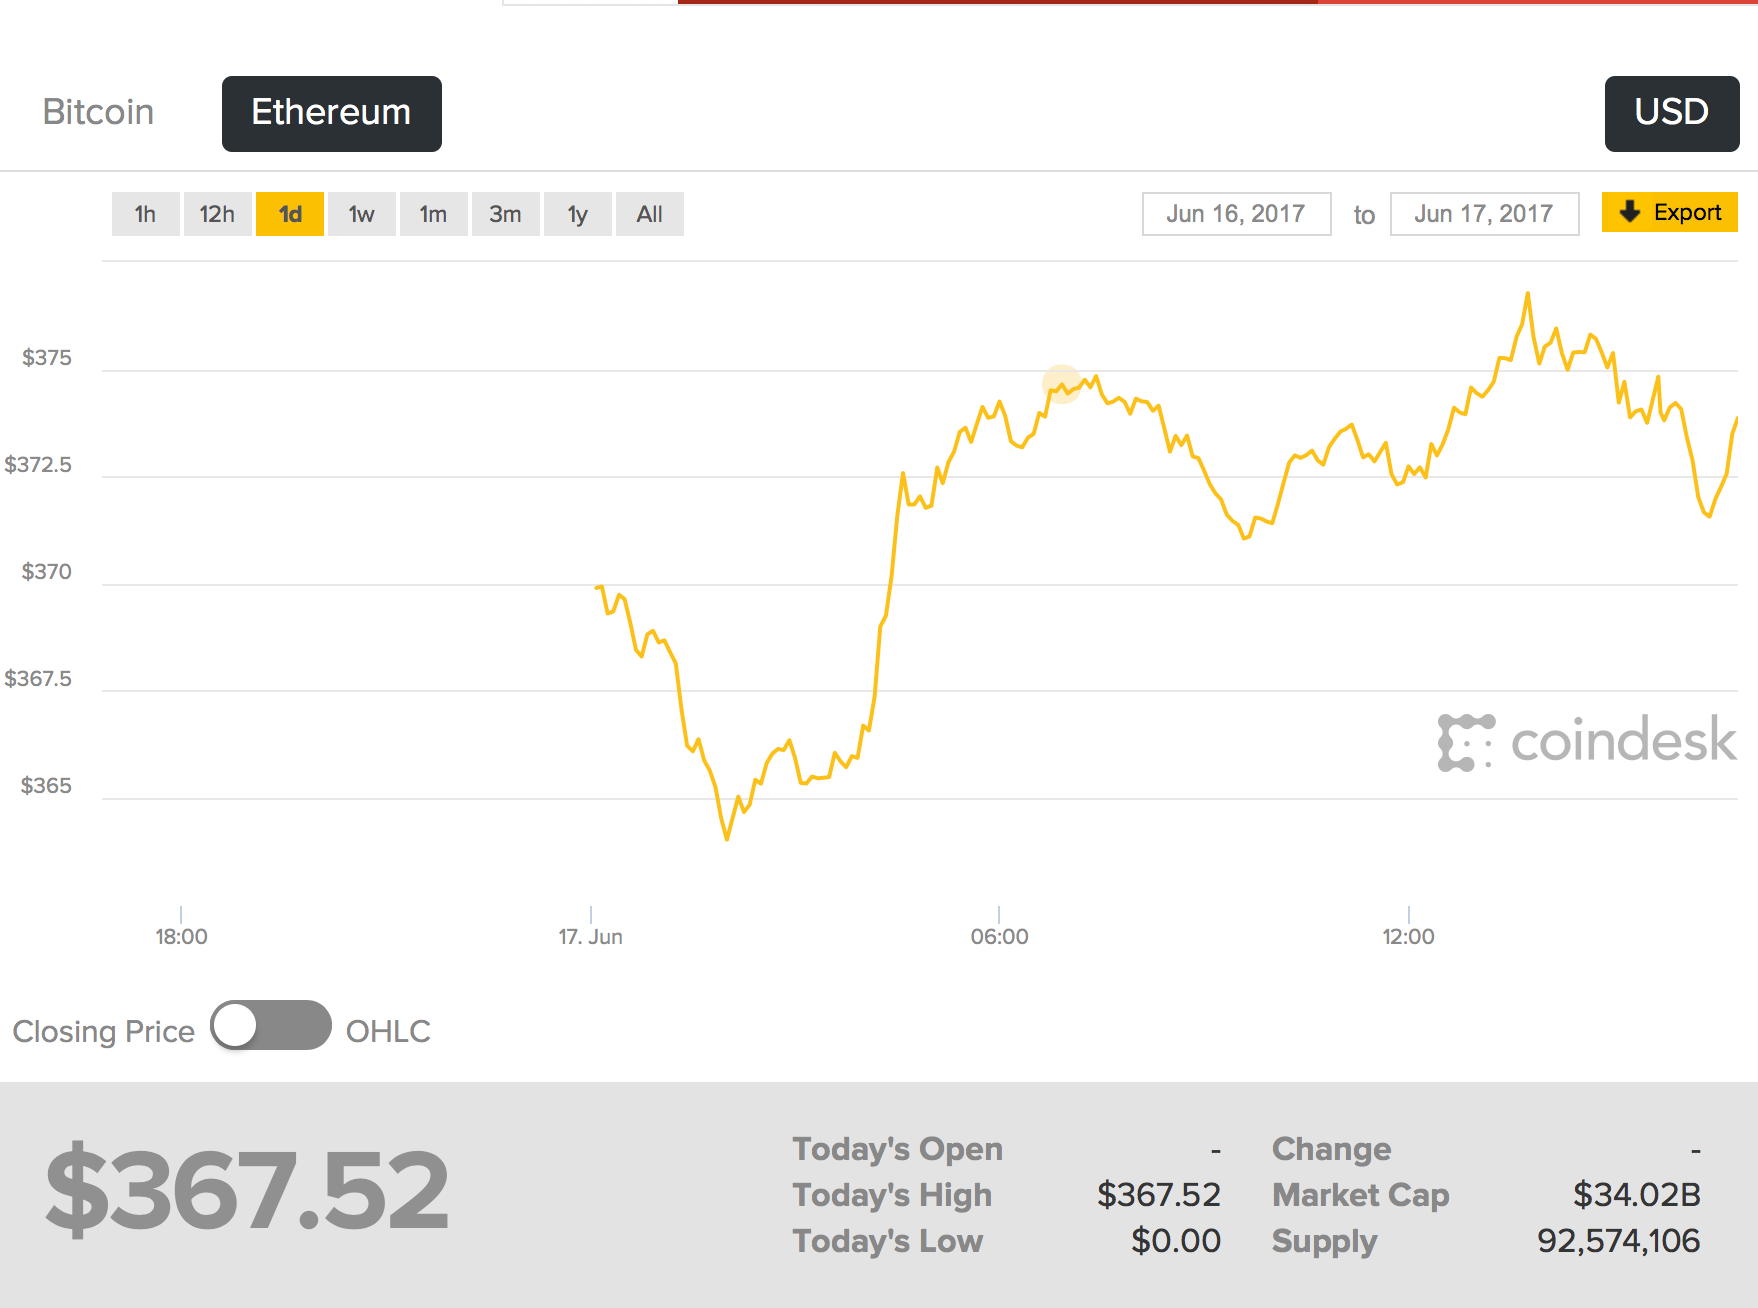 Bitcoin Ethereum USD
1h 12h 1d 1w 1m 3m 1y All Jun 16, 2017 to Jun 17, 2017 Export
$375
$372.5
$370
$367.5
$365
coindesk
18:00 17. Jun 06:00 12:00
Closing Price OHLC
$367.52
Today's Open - Change -
Today's High $367.52 Market Cap $34.02B
Today's Low $0.00 Supply 92,574,106